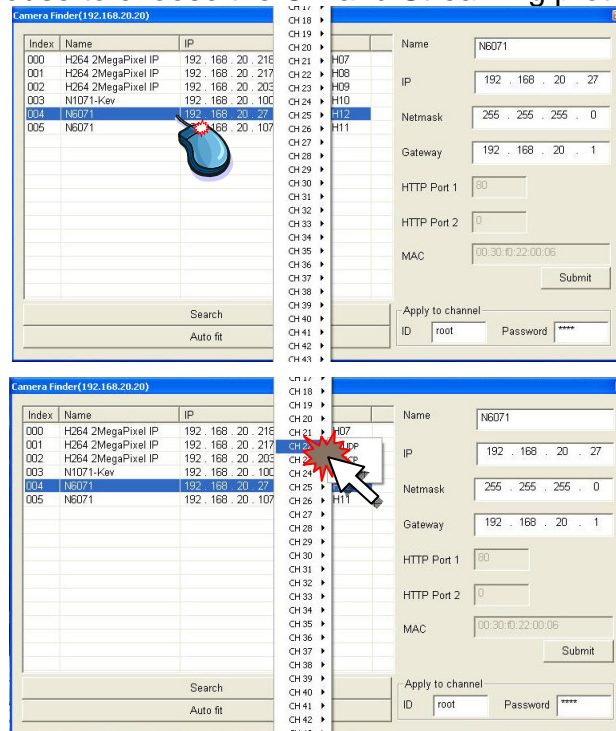 to choose the CH and Streaming
Camera Finder(192.168.20.20)
Index Name IP
000 H264 2MegaPixel IP 192 . 168 . 20 . 218 H07
001 H264 2MegaPixel IP 192 . 168 . 20 . 217 H08
002 H264 2MegaPixel IP 192 . 168 . 20 . 203 H09
003 N1071-Kev 192 . 168 . 20 . 100 H10
004 N6071 192 . 168 . 20 . 27 H12
005 N6071 168 . 20 . 107 H11
Search
Auto fit
CH 17
CH 18
CH 19
CH 20
CH 21
CH 22
CH 23
CH 24
CH 25
CH 26
CH 27
CH 28
CH 29
CH 30
CH 31
CH 32
CH 33
CH 34
CH 35
CH 36
CH 37
CH 38
CH 39
CH 40
CH 41
CH 42
CH 43
Name N6071
IP 192 . 168 . 20 . 27
Netmask 255 . 255 . 255 . 0
Gateway 192 . 168 . 20 . 1
HTTP Port 1 80
HTTP Port 2 0
MAC 00:30:f0:22:00:06
Submit
Apply to channel
ID root Password ****
Camera Finder(192.168.20.20)
Index Name IP
000 H264 2MegaPixel IP 192 . 168 . 20 . 218 H07
001 H264 2MegaPixel IP 192 . 168 . 20 . 217
002 H264 2MegaPixel IP 192 . 168 . 20 . 203
003 N1071-Kev 192 . 168 . 20 . 100
004 N6071 192 . 168 . 20 . 27
005 N6071 192 . 168 . 20 . 107 H11
Search
Auto fit
CH 17
CH 18
CH 19
CH 20
CH 21
CH
CH
CH 24
CH 25
CH 26
CH 27
CH 28
CH 29
CH 30
CH 31
CH 32
CH 33
CH 34
CH 35
CH 36
CH 37
CH 38
CH 39
CH 40
CH 41
CH 42
Name N6071
IP 192 . 168 . 20 . 27
Netmask 255 . 255 . 255 . 0
Gateway 192 . 168 . 20 . 1
HTTP Port 1 80
HTTP Port 2 0
MAC 00:30:f0:22:00:06
Submit
Apply to channel
ID root Password ****